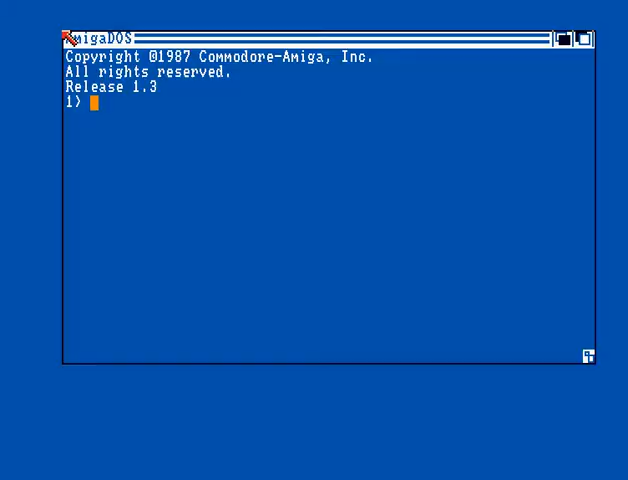 AmigaDOS
Copyright ©1987 Commodore-Amiga, Inc.
All rights reserved.
Release 1.3
1>